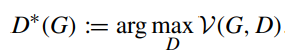 D*(G) := arg max_D 𝒱(G, D)